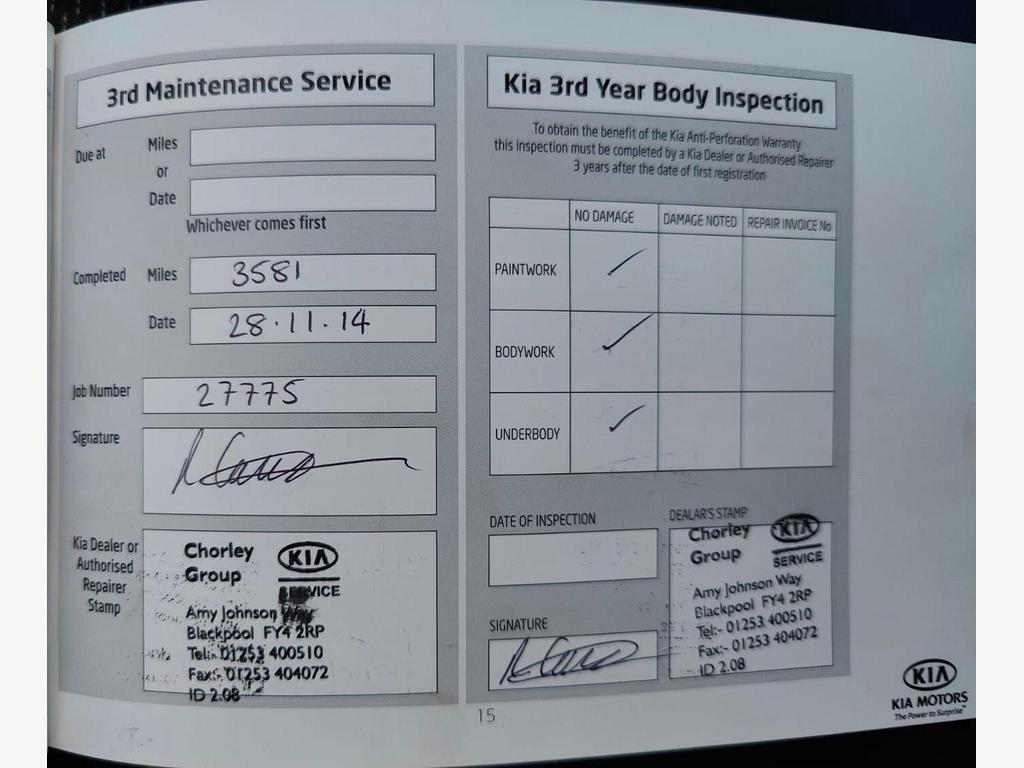 3rd Maintenance Service
Due at
Miles
or
Date
Whichever comes first
Completed
Miles
3581
Date
28·11·14
Job Number
27775
Signature
Kia Dealer or
Authorised
Repairer
Stamp
Chorley
Group
KIA
SERVICE
Amy Johnson Way
Blackpool FY4 2RP
Tel:- 01253 400510
Fax:- 01253 404072
ID 2.08
Kia 3rd Year Body Inspection
To obtain the benefit of the Kia Anti-Perforation Warranty
this inspection must be completed by a Kia Dealer or Authorised Repairer
3 years after the date of first registration
NO DAMAGE DAMAGE NOTED REPAIR INVOICE No
PAINTWORK
BODYWORK
UNDERBODY
DATE OF INSPECTION
SIGNATURE
DEALAR'S STAMP
Chorley
Group
KIA
SERVICE
Amy Johnson Way
Blackpool FY4 2RP
Tel:- 01253 400510
Fax:- 01253 404072
ID 2.08
15
KIA
KIA MOTORS
The Power to Surprise™